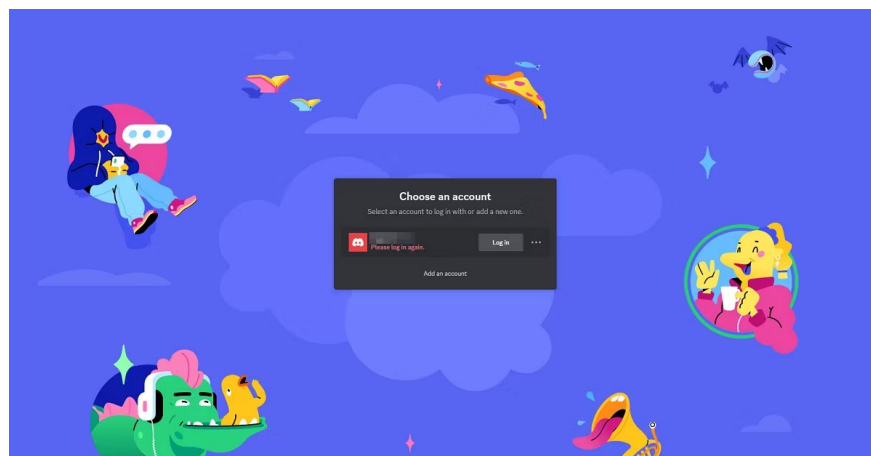 Choose an account
Select an account to log in with or add a new one.
Please log in again.
Log in
Add an account